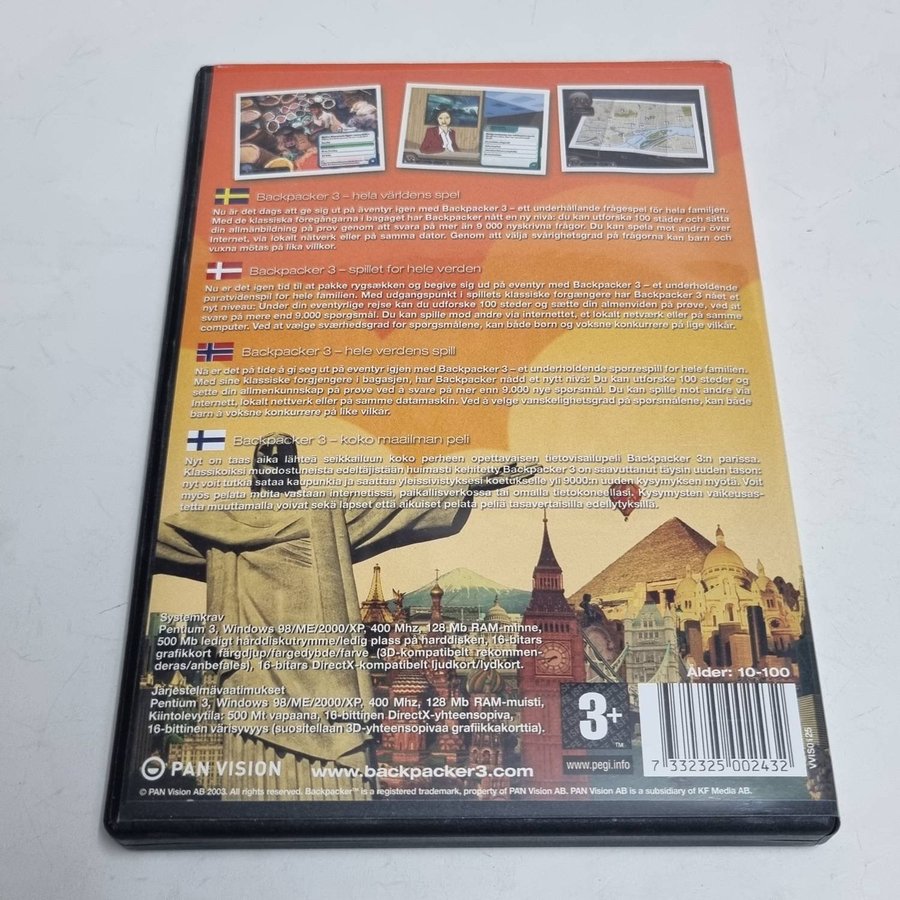 Backpacker 3 – hela världens spel
Nu är det dags att ge sig ut på äventyr igen med Backpacker 3 – ett underhållande frågespel för hela familjen.
Med de klassiska föregångarna i bagaget har Backpacker nått en ny nivå: du kan utforska 100 städer och sätta
din allmänbildning på prov genom att svara på mer än 9 000 nyskrivna frågor. Du kan spela mot andra över
Internet, via lokalt nätverk eller på samma dator. Genom att välja svårighetsgrad på frågorna kan barn och
vuxna mötas på lika villkor.
Backpacker 3 – spillet for hele verden
Nu er det igen tid til at pakke rygsækken og begive sig ud på eventyr med Backpacker 3 – et underholdende
paratvidenspil for hele familien. Med udgangspunkt i spillets klassiske forgængere har Backpacker 3 nået et
nyt niveau: Under din eventyrlige rejse kan du udforske 100 steder og sætte din almenviden på prøve, ved at
svare på mere end 9.000 spørgsmål. Du kan spille mod andre via internettet, et lokalt netværk eller på samme
computer. Ved at vælge sværhedsgrad for spørgsmålene, kan både børn og voksne konkurrere på lige vilkår.
Backpacker 3 – hele verdens spill
Nå er det på tide å gi seg ut på eventyr igjen med Backpacker 3 – et underholdende spørrespill for hele familien.
Med sine klassiske forgjengere i bagasjen, har Backpacker nådd et nytt nivå: Du kan utforske 100 steder og
sette din allmenkunnskap på prøve ved å svare på mer enn 9.000 nye spørsmål. Du kan spille mot andre via
Internett, lokalt nettverk eller på samme datamaskin. Ved å velge vanskelighetsgrad på spørsmålene, kan både
barn å voksne konkurrere på like vilkår.
Backpacker 3 – koko maailman peli
Nyt on taas aika lähteä seikkailuun koko perheen opettavaisen tietovisailupeli Backpacker 3:n parissa.
Klassikoiksi muodostuneista edeltäjistään huimasti kehitetty Backpacker 3 on saavuttanut täysin uuden tason:
nyt voit tutkia sataa kaupunkia ja saattaa yleissivistyksesi koetukselle yli 9000:n uuden kysymyksen myötä. Voit
myös pelata muita vastaan internetissä, paikallisverkossa tai omalla tietokoneellasi. Kysymysten vaikeusas-
tetta muuttamalla voivat sekä lapset että aikuiset pelata peliä tasavertaisilla edellytyksillä.
Systemkrav
Pentium 3, Windows 98/ME/2000/XP, 400 Mhz, 128 Mb RAM-minne,
500 Mb ledigt hårddiskutrymme/ledig plass på harddisken, 16-bitars
grafikkort färgdjup/fargedybde/farve (3D-kompatibelt rekommen-
deras/anbefales), 16-bitars DirectX-kompatibelt ljudkort/lydkort.
Järjestelmävaatimukset
Pentium 3, Windows 98/ME/2000/XP, 400 Mhz, 128 Mb RAM-muisti,
Kiintolevytila: 500 Mt vapaana, 16-bittinen DirectX-yhteensopiva,
16-bittinen värisyvyys (suositellaan 3D-yhteensopivaa grafiikkakorttia).
Ålder: 10-100
3+
TM
www.pegi.info
7 332325 002432
VVIS0125
PAN VISION
www.backpacker3.com
© PAN Vision AB 2003. All rights reserved. Backpacker™ is a registered trademark, property of PAN Vision AB. PAN Vision AB is a subsidiary of KF Media AB.